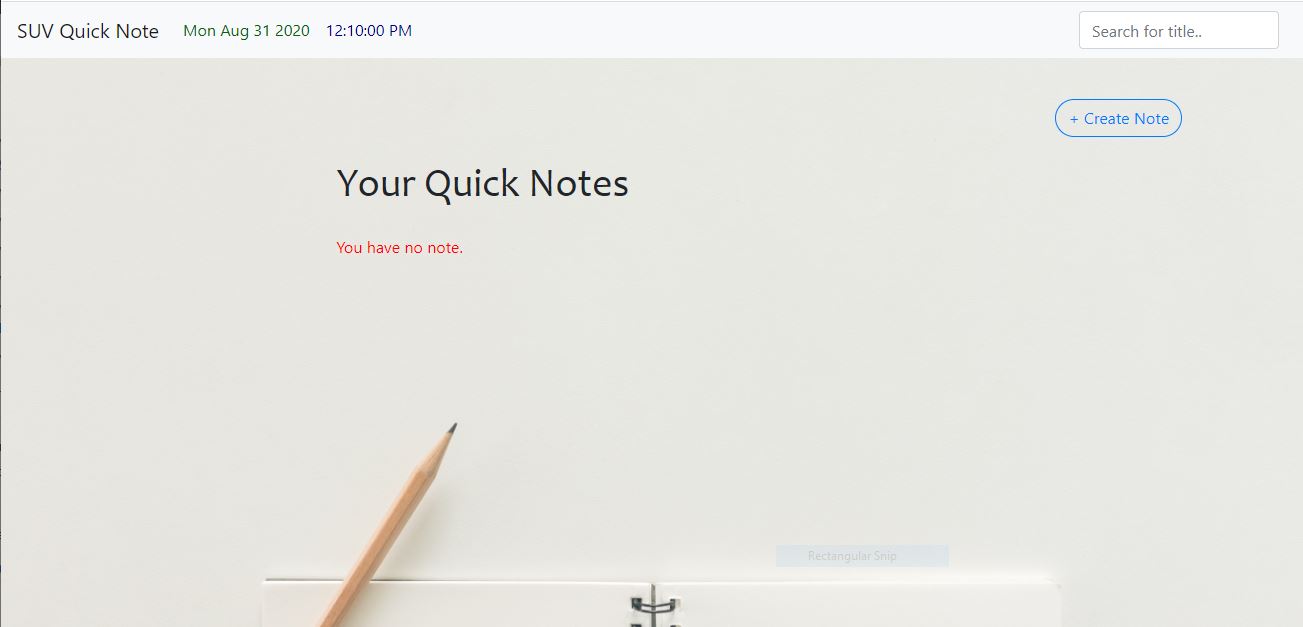 SUV Quick Note Mon Aug 31 2020 12:10:00 PM Search for title..
+ Create Note
Your Quick Notes
You have no note.
Rectangular Snip